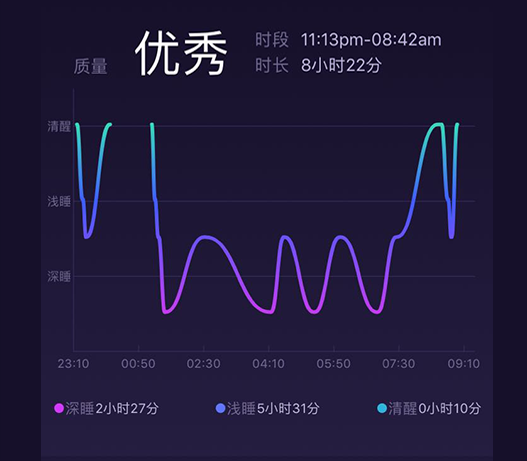 质量 优秀
时段 11:13pm-08:42am
时长 8小时22分
清醒
浅睡
深睡
23:10 00:50 02:30 04:10 05:50 07:30 09:10
深睡2小时27分 浅睡5小时31分 清醒0小时10分